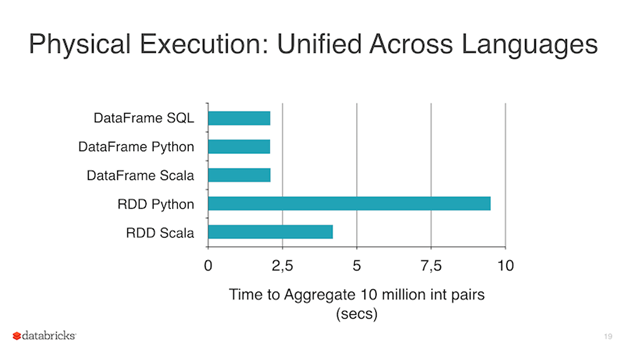 Physical Execution: Unified Across Languages
DataFrame SQL
DataFrame Python
DataFrame Scala
RDD Python
RDD Scala
0 2,5 5 7,5 10
Time to Aggregate 10 million int pairs
(secs)
databricks 19